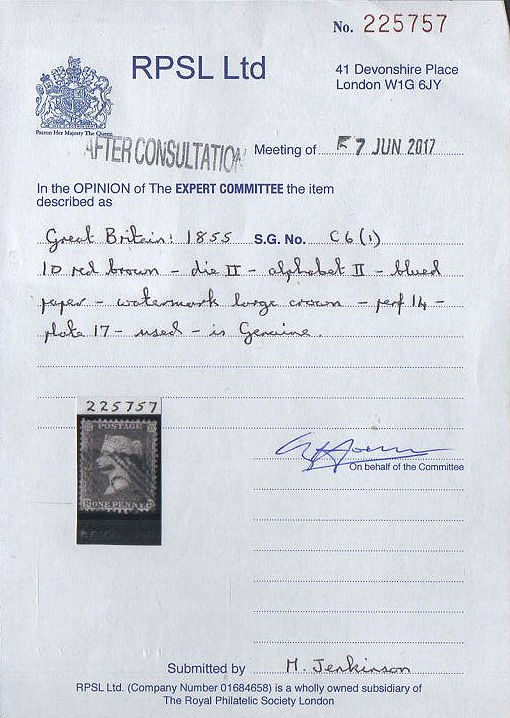 No. 225757
RPSL Ltd
41 Devonshire Place
London W1G 6JY
Patron Her Majesty The Queen
AFTER CONSULTATION
Meeting of 7 JUN 2017
In the OPINION of The EXPERT COMMITTEE the item
described as
Great Britain: 1855 S.G. No. C6(1)
1D red brown - die II - alphabet II - blued
paper - watermark large crown - perf 14 -
plate 17 - used - is Genuine.
225757
POSTAGE
ONE PENNY
On behalf of the Committee
Submitted by M. Jenkinson
RPSL Ltd. (Company Number 01684658) is a wholly owned subsidiary of
The Royal Philatelic Society London